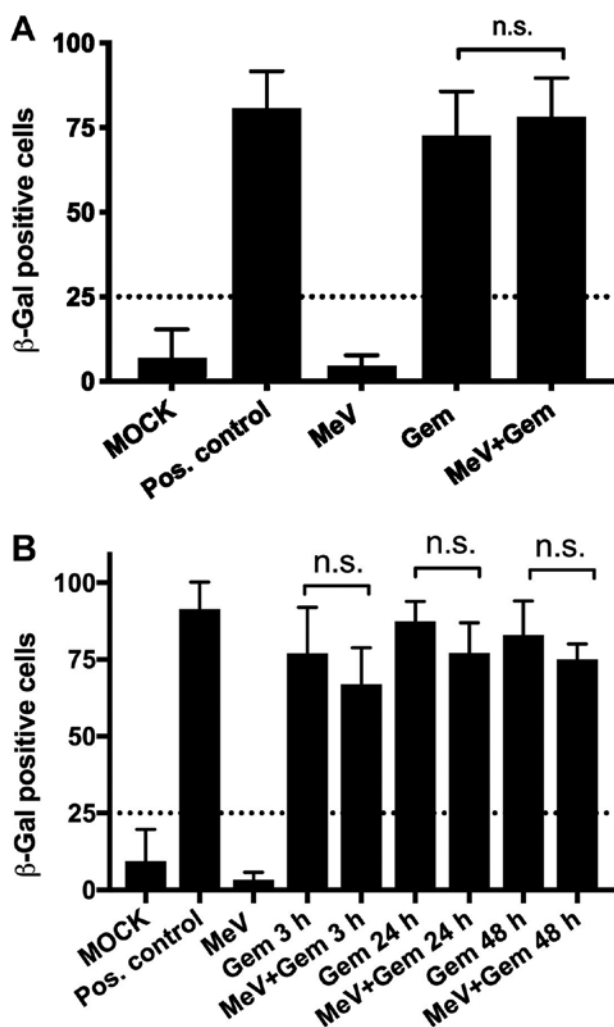 A
n.s.
100
75
50
25
0
β-Gal positive cells
MOCK
Pos. control
MeV
Gem
MeV+Gem
B
n.s.
n.s.
n.s.
100
75
50
25
0
β-Gal positive cells
MOCK
Pos. control
MeV
Gem 3 h
MeV+Gem 3 h
Gem 24 h
MeV+Gem 24 h
Gem 48 h
MeV+Gem 48 h